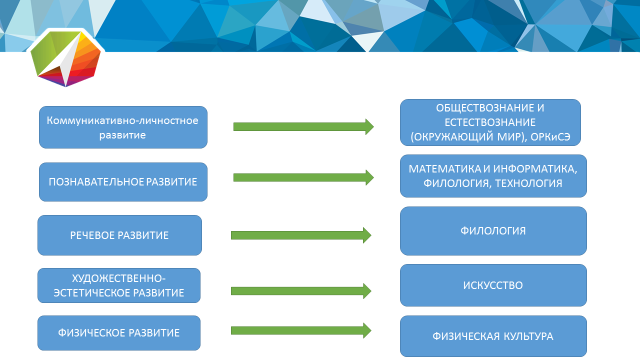 Коммуникативно-личностное
развитие
ОБЩЕСТВОЗНАНИЕ И
ЕСТЕСТВОЗНАНИЕ
(ОКРУЖАЮЩИЙ МИР), ОРКиСЭ
ПОЗНАВАТЕЛЬНОЕ РАЗВИТИЕ
МАТЕМАТИКА И ИНФОРМАТИКА,
ФИЛОЛОГИЯ, ТЕХНОЛОГИЯ
РЕЧЕВОЕ РАЗВИТИЕ
ФИЛОЛОГИЯ
ХУДОЖЕСТВЕННО-
ЭСТЕТИЧЕСКОЕ РАЗВИТИЕ
ИСКУССТВО
ФИЗИЧЕСКОЕ РАЗВИТИЕ
ФИЗИЧЕСКАЯ КУЛЬТУРА